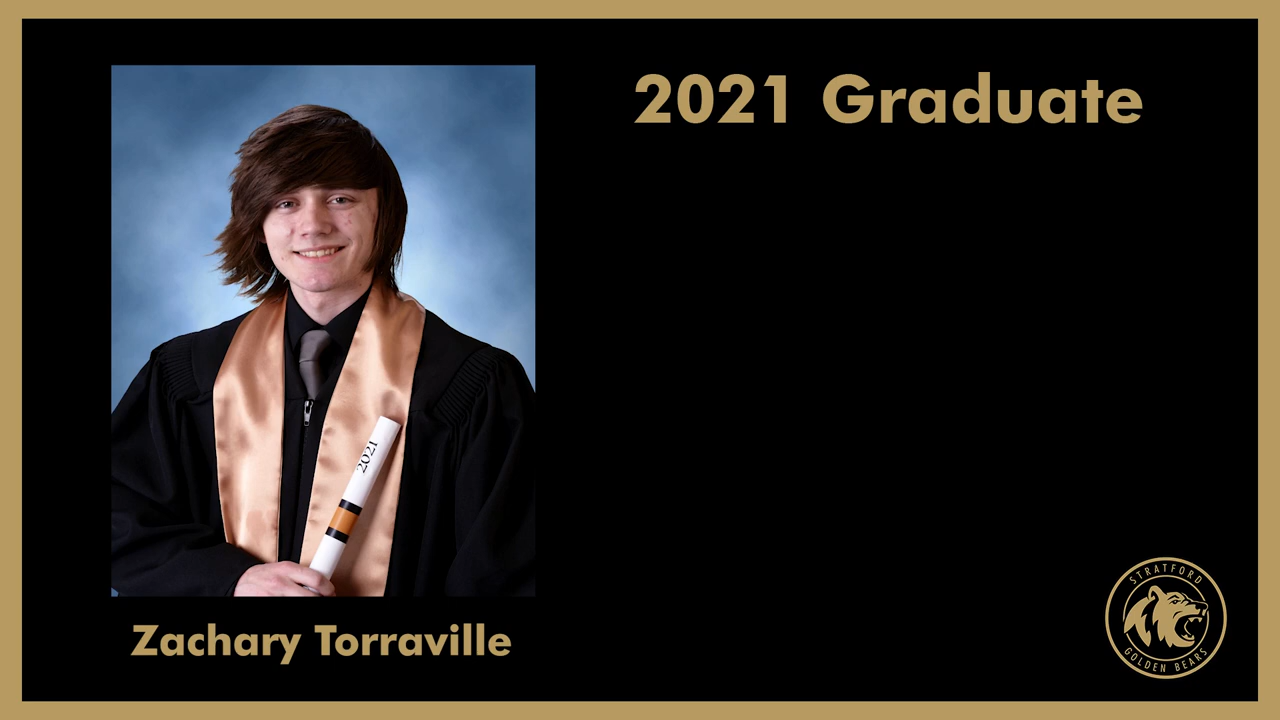 2021 Graduate
2021
Zachary Torraville
STRATFORD
GOLDEN BEARS